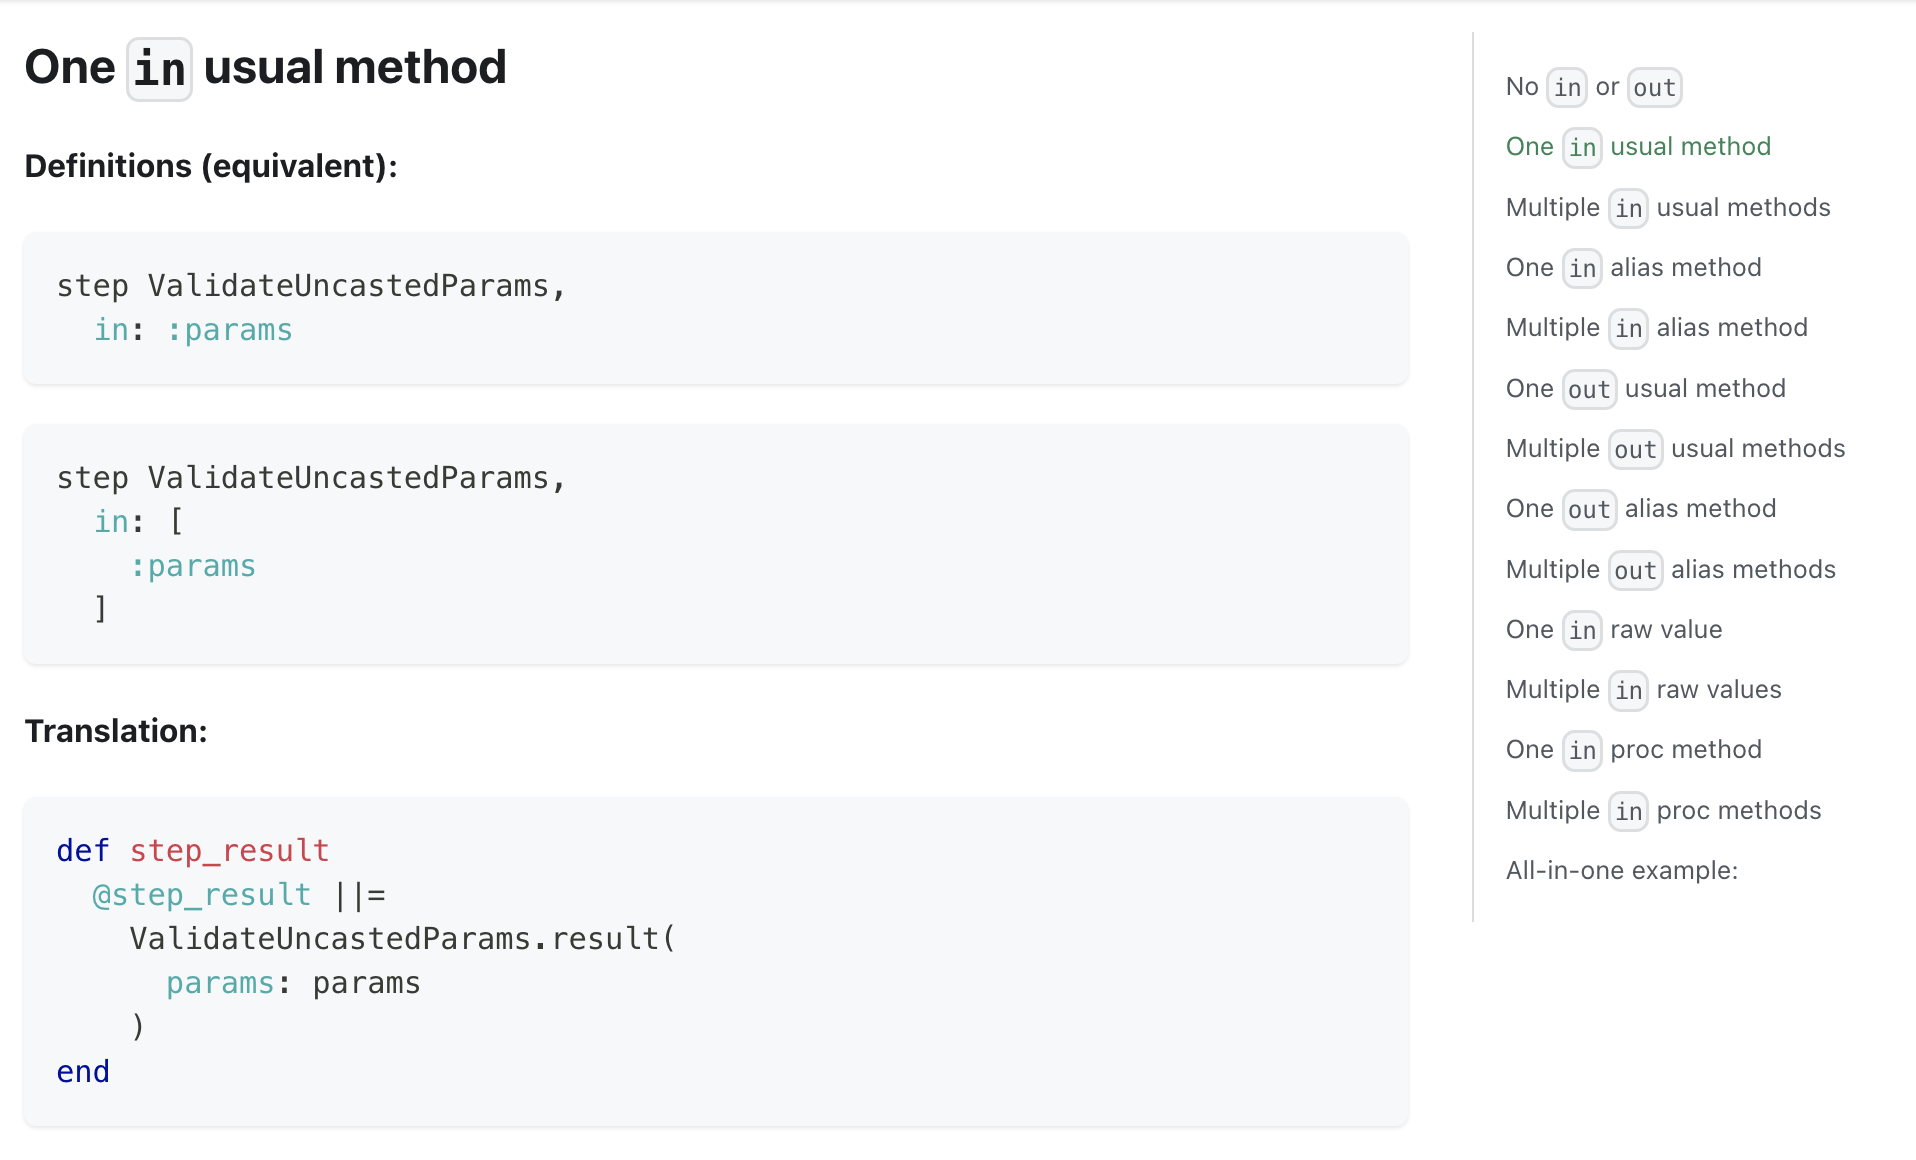 One in usual method
Definitions (equivalent):
step ValidateUncastedParams,
  in: :params
step ValidateUncastedParams,
  in: [
    :params
  ]
Translation:
def step_result
  @step_result ||=
    ValidateUncastedParams.result(
      params: params
    )
end
No in or out
One in usual method
Multiple in usual methods
One in alias method
Multiple in alias method
One out usual method
Multiple out usual methods
One out alias method
Multiple out alias methods
One in raw value
Multiple in raw values
One in proc method
Multiple in proc methods
All-in-one example: